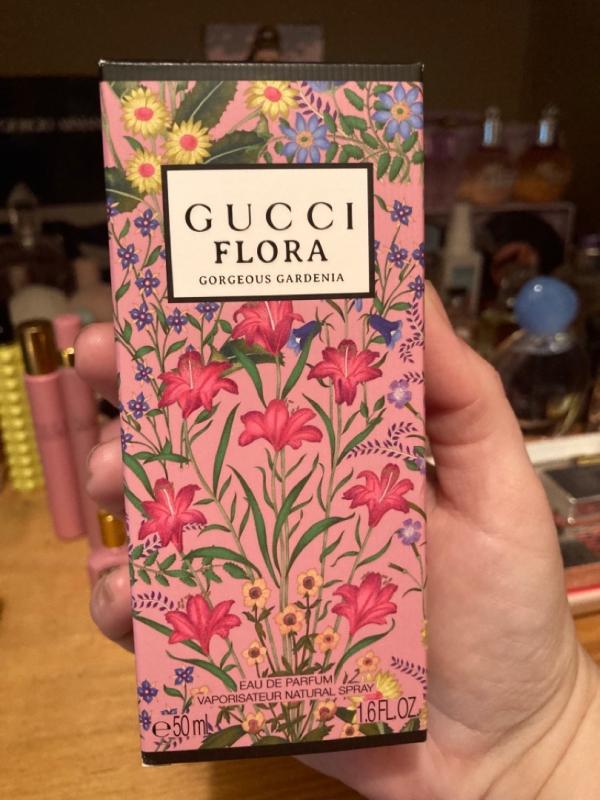 GUCCI
FLORA
GORGEOUS GARDENIA
EAU DE PARFUM
VAPORISATEUR NATURAL SPRAY
℮50 ml 1.6 FL.OZ.